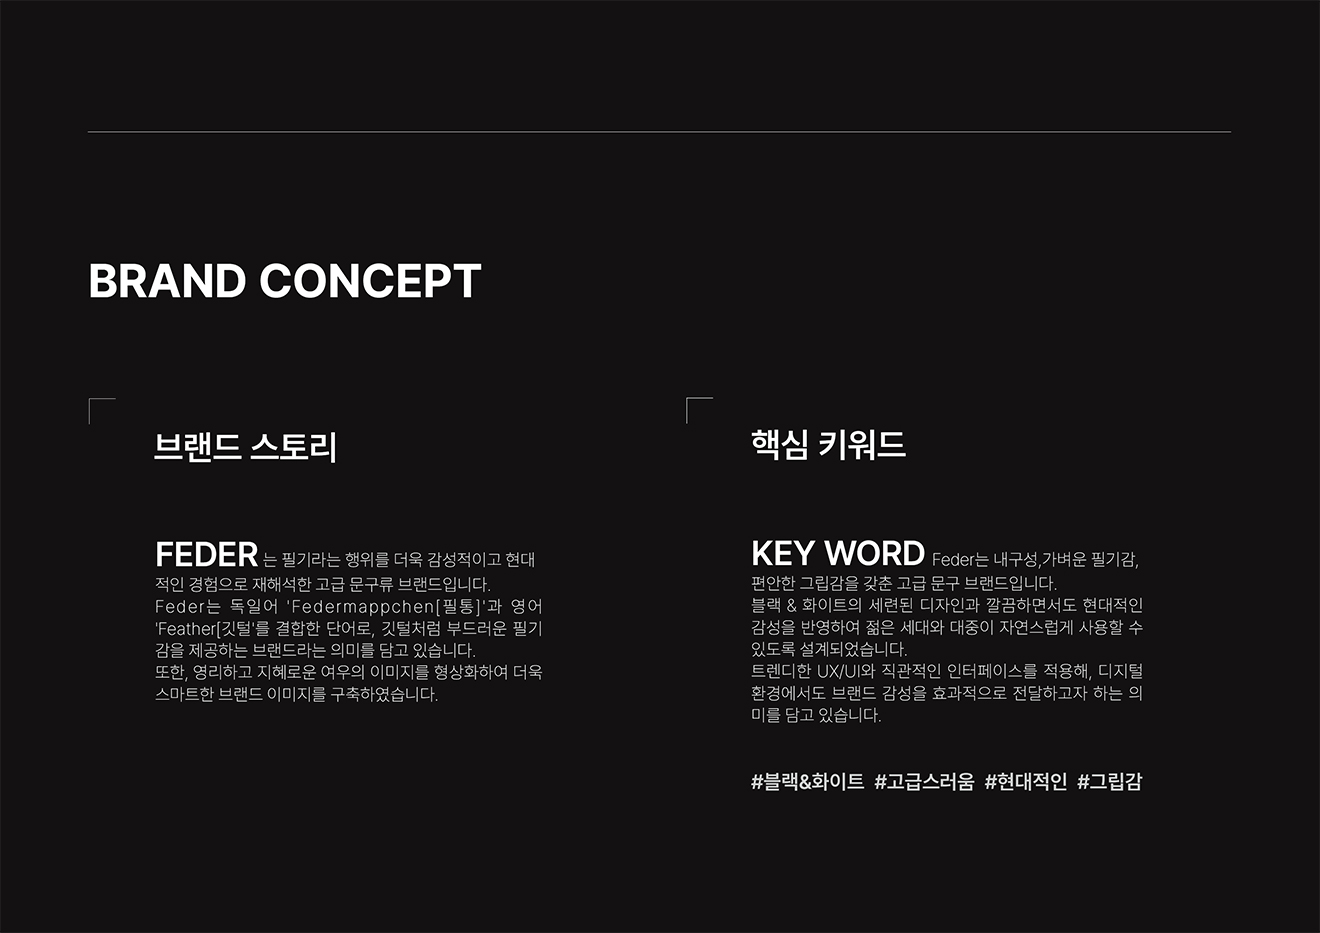 BRAND CONCEPT
브랜드 스토리
FEDER 는 필기라는 행위를 더욱 감성적이고 현대
적인 경험으로 재해석한 고급 문구류 브랜드입니다.
Feder는 독일어 'Federmappchen[필통]'과 영어
'Feather[깃털'를 결합한 단어로, 깃털처럼 부드러운 필기
감을 제공하는 브랜드라는 의미를 담고 있습니다.
또한, 영리하고 지혜로운 여우의 이미지를 형상화하여 더욱
스마트한 브랜드 이미지를 구축하였습니다.
핵심 키워드
KEY WORD Feder는 내구성,가벼운 필기감,
편안한 그립감을 갖춘 고급 문구 브랜드입니다.
블랙 & 화이트의 세련된 디자인과 깔끔하면서도 현대적인
감성을 반영하여 젊은 세대와 대중이 자연스럽게 사용할 수
있도록 설계되었습니다.
트렌디한 UX/UI와 직관적인 인터페이스를 적용해, 디지털
환경에서도 브랜드 감성을 효과적으로 전달하고자 하는 의
미를 담고 있습니다.
#블랙&화이트 #고급스러움 #현대적인 #그립감